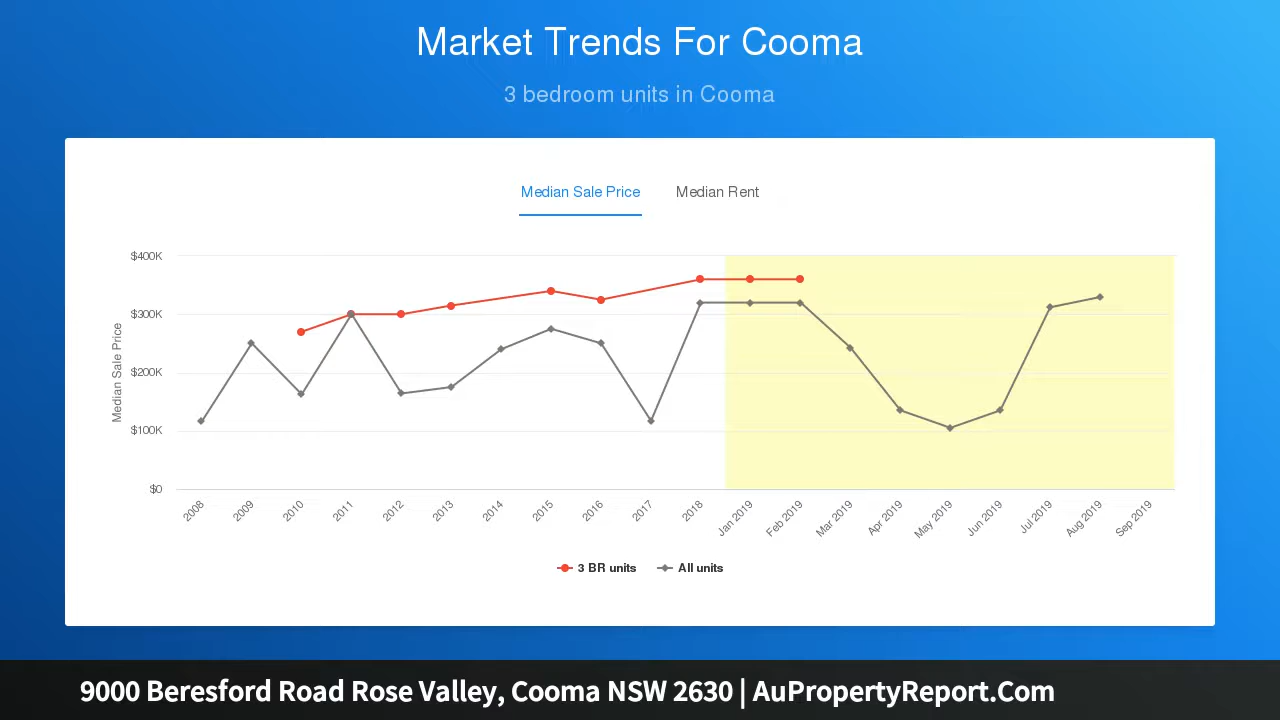 Market Trends For Cooma
3 bedroom units in Cooma
Median Sale Price Median Rent
Median Sale Price
$400K
$300K
$200K
$100K
$0
2008 2009 2010 2011 2012 2013 2014 2015 2016 2017 2018 Jan 2019 Feb 2019 Mar 2019 Apr 2019 May 2019 Jun 2019 Jul 2019 Aug 2019 Sep 2019
3 BR units All units
9000 Beresford Road Rose Valley, Cooma NSW 2630 | AuPropertyReport.Com